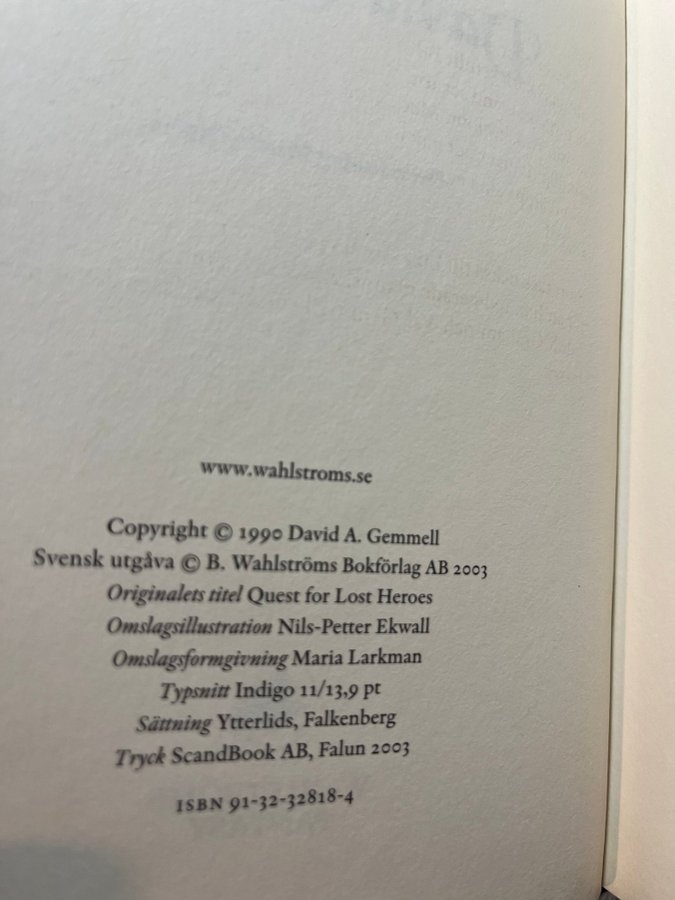 www.wahlstroms.se
Copyright © 1990 David A. Gemmell
Svensk utgåva © B. Wahlströms Bokförlag AB 2003
Originalets titel Quest for Lost Heroes
Omslagsillustration Nils-Petter Ekwall
Omslagsformgivning Maria Larkman
Typsnitt Indigo 11/13,9 pt
Sättning Ytterlids, Falkenberg
Tryck ScandBook AB, Falun 2003
ISBN 91-32-32818-4